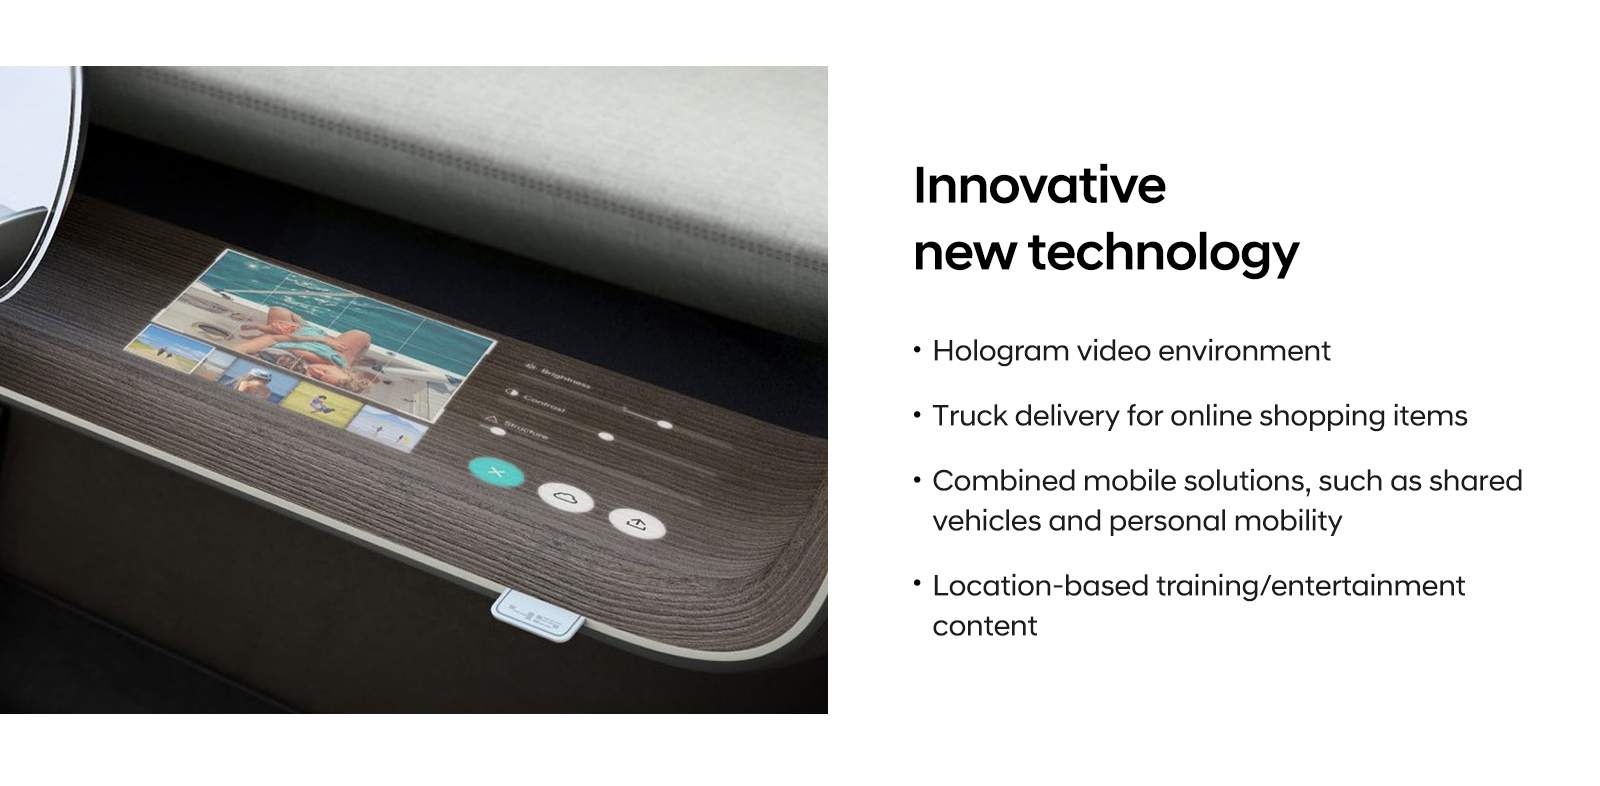 Brightness
Contrast
Structure
Innovative
new technology
• Hologram video environment
• Truck delivery for online shopping items
• Combined mobile solutions, such as shared
vehicles and personal mobility
• Location-based training/entertainment
content